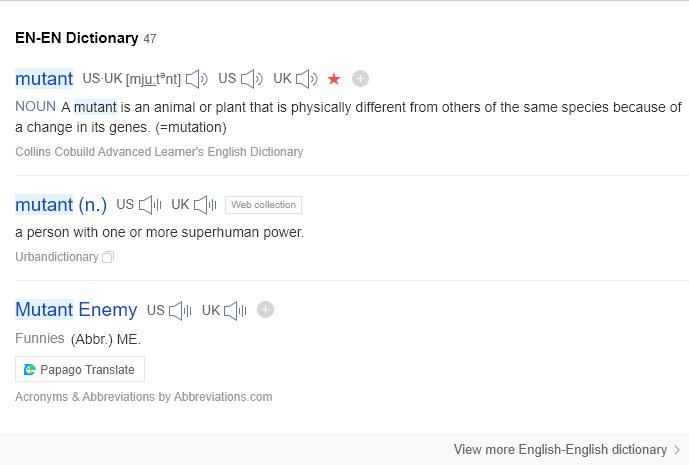 EN-EN Dictionary 47
mutant US·UK [mju:tᵊnt] US UK
NOUN A mutant is an animal or plant that is physically different from others of the same species because of
a change in its genes. (=mutation)
Collins Cobuild Advanced Learner's English Dictionary
mutant (n.) US UK Web collection
a person with one or more superhuman power.
Urbandictionary
Mutant Enemy US UK
Funnies (Abbr.) ME.
Papago Translate
Acronyms & Abbreviations by Abbreviations.com
View more English-English dictionary